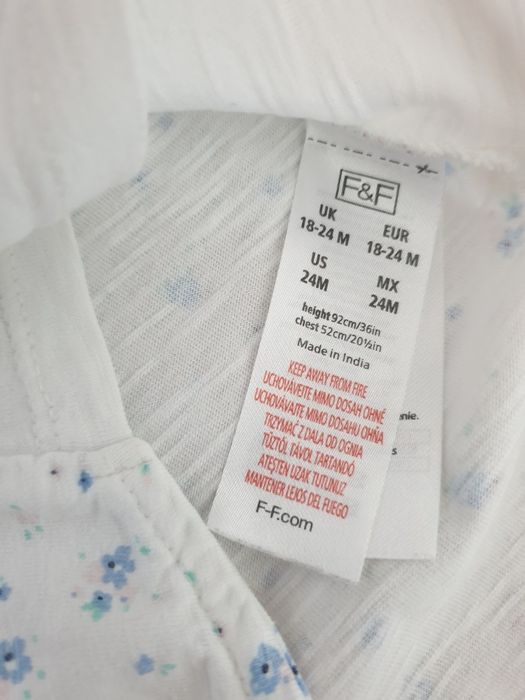 F&F
UK EUR
18-24 M 18-24 M
US MX
24M 24M
height 92cm/36in
chest 52cm/20½in
Made in India
KEEP AWAY FROM FIRE
UCHOVÁVEJTE MIMO DOSAH OHNĚ
UCHOVÁVAJTE MIMO DOSAHU OHŇA
TRZYMAĆ Z DALA OD OGNIA
TŰZTŐL TÁVOL TARTANDÓ
ATEŞTEN UZAK TUTUNUZ
MANTENER LEJOS DEL FUEGO
F-F.com